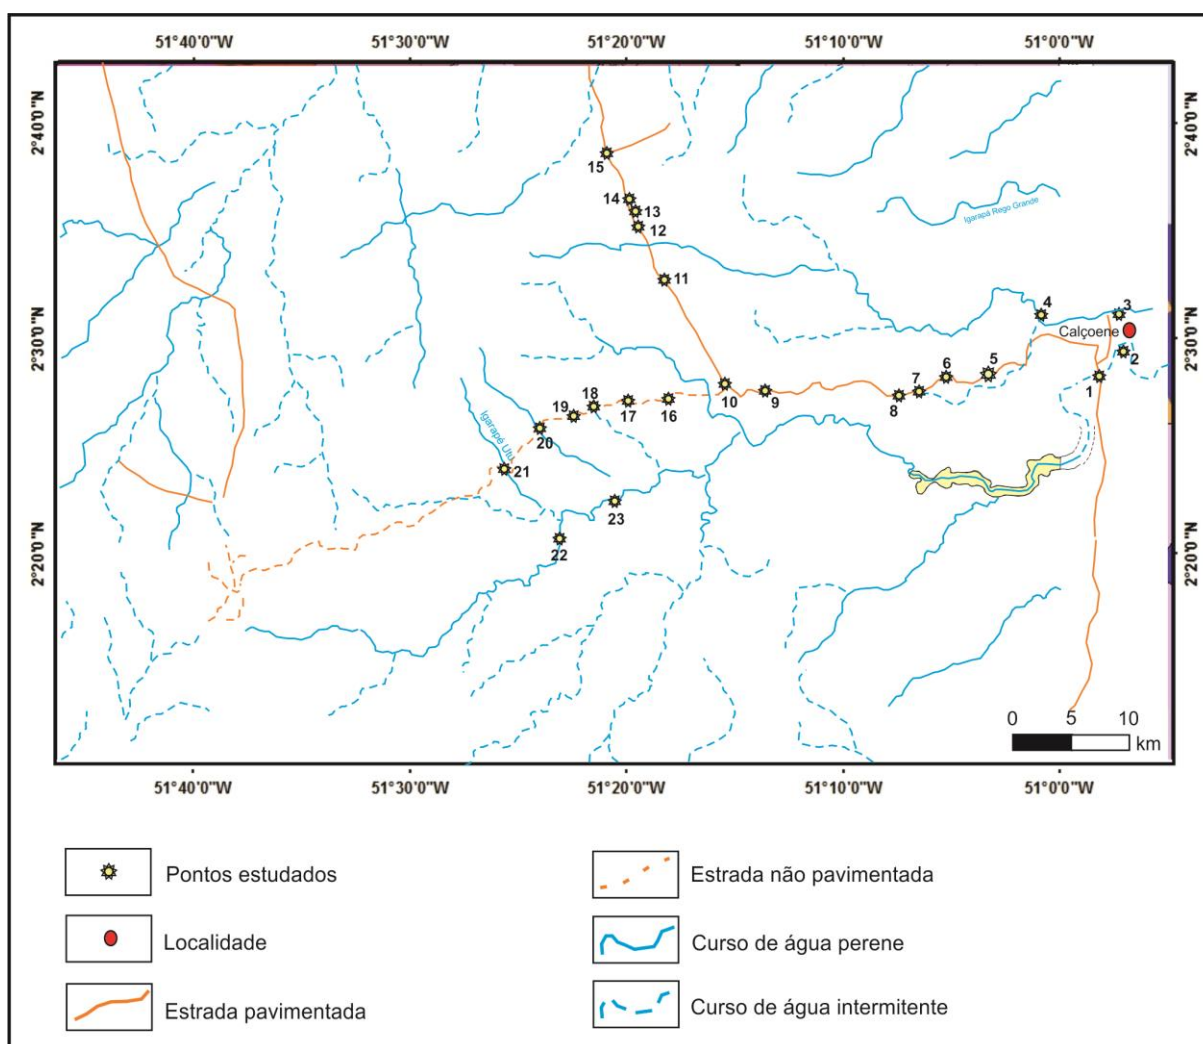 51°40'0"W 51°30'0"W 51°20'0"W 51°10'0"W 51°0'0"W
2°40'0"N
2°40'0"N
15
14
13
12
Igarapá Rego Grande
11
4
3
Calçoene
2°30'0"N
2°30'0"N
2
5
6
7
1
10
9
8
18
19
17
16
20
Igarapé Utu
21
23
22
2°20'0"N
2°20'0"N
0 5 10
km
51°40'0"W 51°30'0"W 51°20'0"W 51°10'0"W 51°0'0"W
Pontos estudados
Estrada não pavimentada
Localidade
Curso de água perene
Estrada pavimentada
Curso de água intermitente